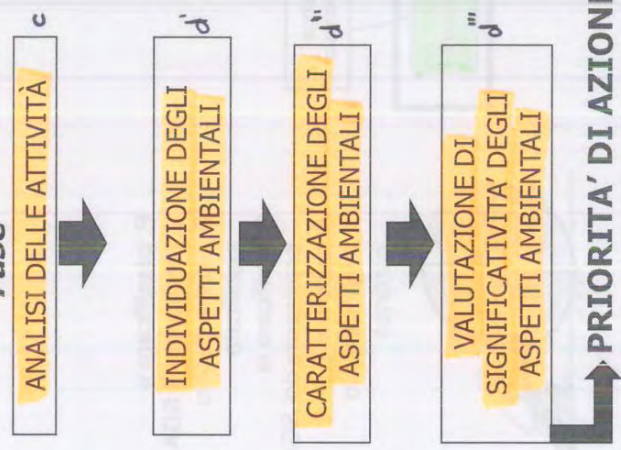 Fase
ANALISI DELLE ATTIVITÀ
c
INDIVIDUAZIONE DEGLI
ASPETTI AMBIENTALI
d'
CARATTERIZZAZIONE DEGLI
ASPETTI AMBIENTALI
d''
VALUTAZIONE DI
SIGNIFICATIVITA' DEGLI
ASPETTI AMBIENTALI
d'''
PRIORITA' DI AZIONE